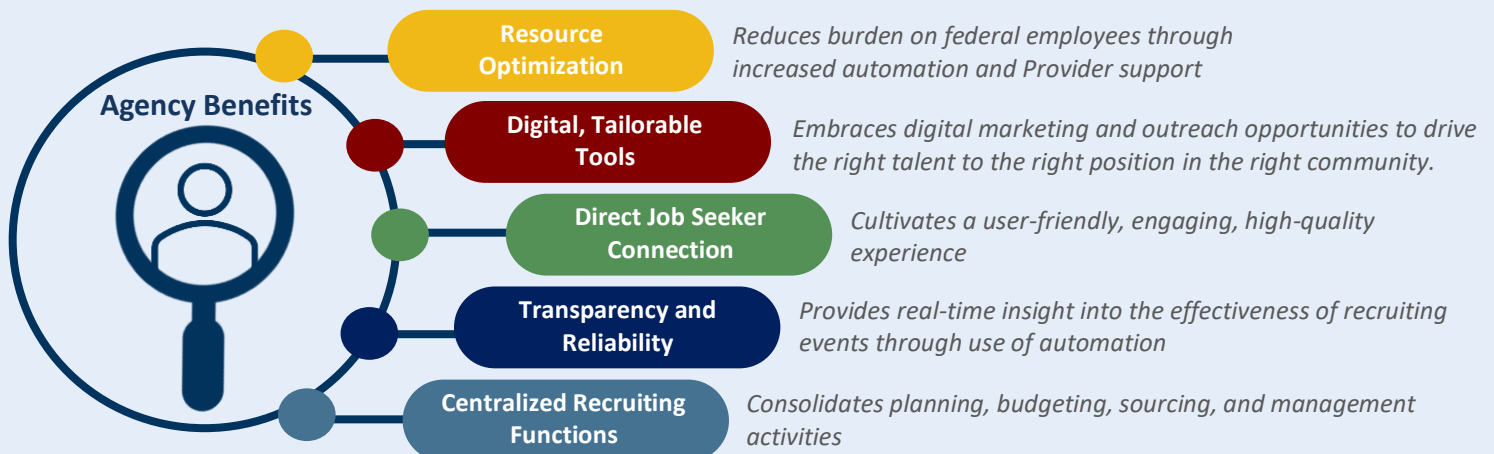 Agency Benefits
Resource
Optimization
Reduces burden on federal employees through
increased automation and Provider support
Digital, Tailorable
Tools
Embraces digital marketing and outreach opportunities to drive
the right talent to the right position in the right community.
Direct Job Seeker
Connection
Cultivates a user-friendly, engaging, high-quality
experience
Transparency and
Reliability
Provides real-time insight into the effectiveness of recruiting
events through use of automation
Centralized Recruiting
Functions
Consolidates planning, budgeting, sourcing, and management
activities